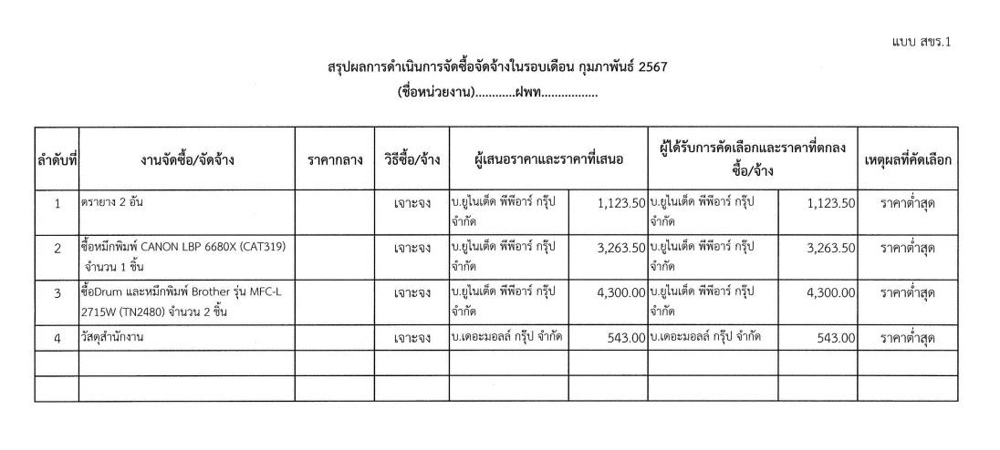 แบบ สขร.1
สรุปผลการดำเนินการจัดซื้อจัดจ้างในรอบเดือน กุมภาพันธ์ 2567
(ชื่อหน่วยงาน)............ฝพท.................
ลำดับที่ งานจัดซื้อ/จัดจ้าง ราคากลาง วิธีซื้อ/จ้าง ผู้เสนอราคาและราคาที่เสนอ ผู้ได้รับการคัดเลือกและราคาที่ตกลง เหตุผลที่คัดเลือก
ซื้อ/จ้าง
1 ตรายาง 2 อัน เจาะจง บ.ยูไนเต็ด พีพีอาร์ กรุ๊ป 1,123.50 บ.ยูไนเต็ด พีพีอาร์ กรุ๊ป 1,123.50 ราคาต่ำสุด
จำกัด จำกัด
2 ซื้อหมึกพิมพ์ CANON LBP 6680X (CAT319) เจาะจง บ.ยูไนเต็ด พีพีอาร์ กรุ๊ป 3,263.50 บ.ยูไนเต็ด พีพีอาร์ กรุ๊ป 3,263.50 ราคาต่ำสุด
จำนวน 1 ชิ้น จำกัด จำกัด
3 ซื้อDrum และหมึกพิมพ์ Brother รุ่น MFC-L เจาะจง บ.ยูไนเต็ด พีพีอาร์ กรุ๊ป 4,300.00 บ.ยูไนเต็ด พีพีอาร์ กรุ๊ป 4,300.00 ราคาต่ำสุด
2715W (TN2480) จำนวน 2 ชิ้น จำกัด จำกัด
4 วัสดุสำนักงาน เจาะจง บ.เดอะมอลล์ กรุ๊ป จำกัด 543.00 บ.เดอะมอลล์ กรุ๊ป จำกัด 543.00 ราคาต่ำสุด